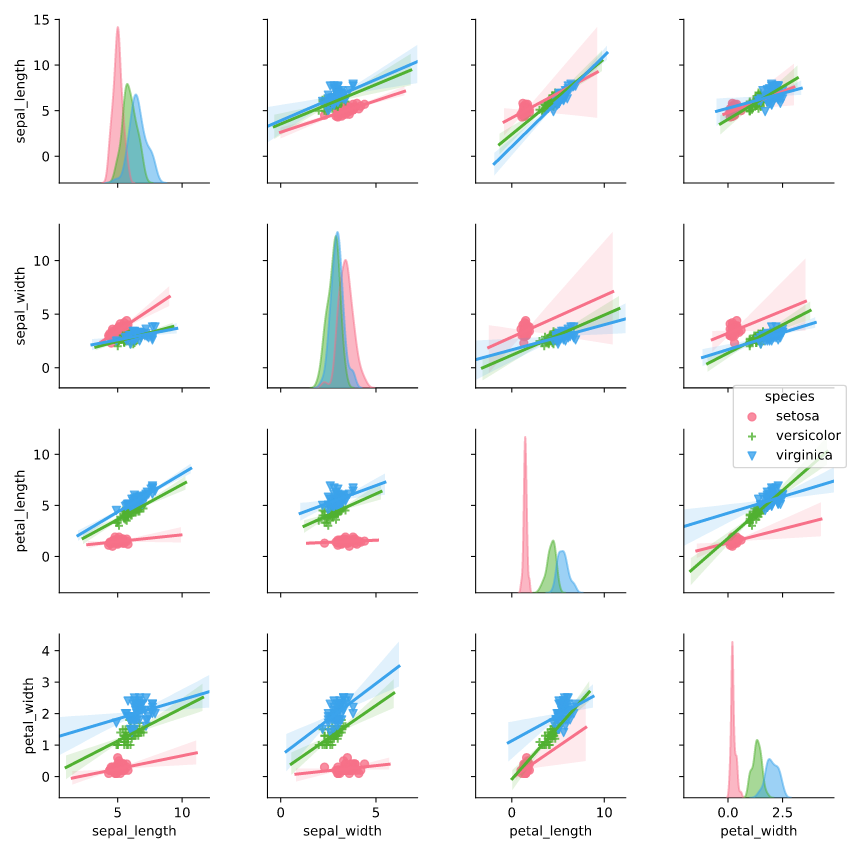 15
10
5
0
sepal_length
10
5
0
sepal_width
species
setosa
versicolor
virginica
10
5
0
petal_length
4
3
2
1
0
petal_width
5 10
sepal_length
0 5
sepal_width
0 10
petal_length
0.0 2.5
petal_width